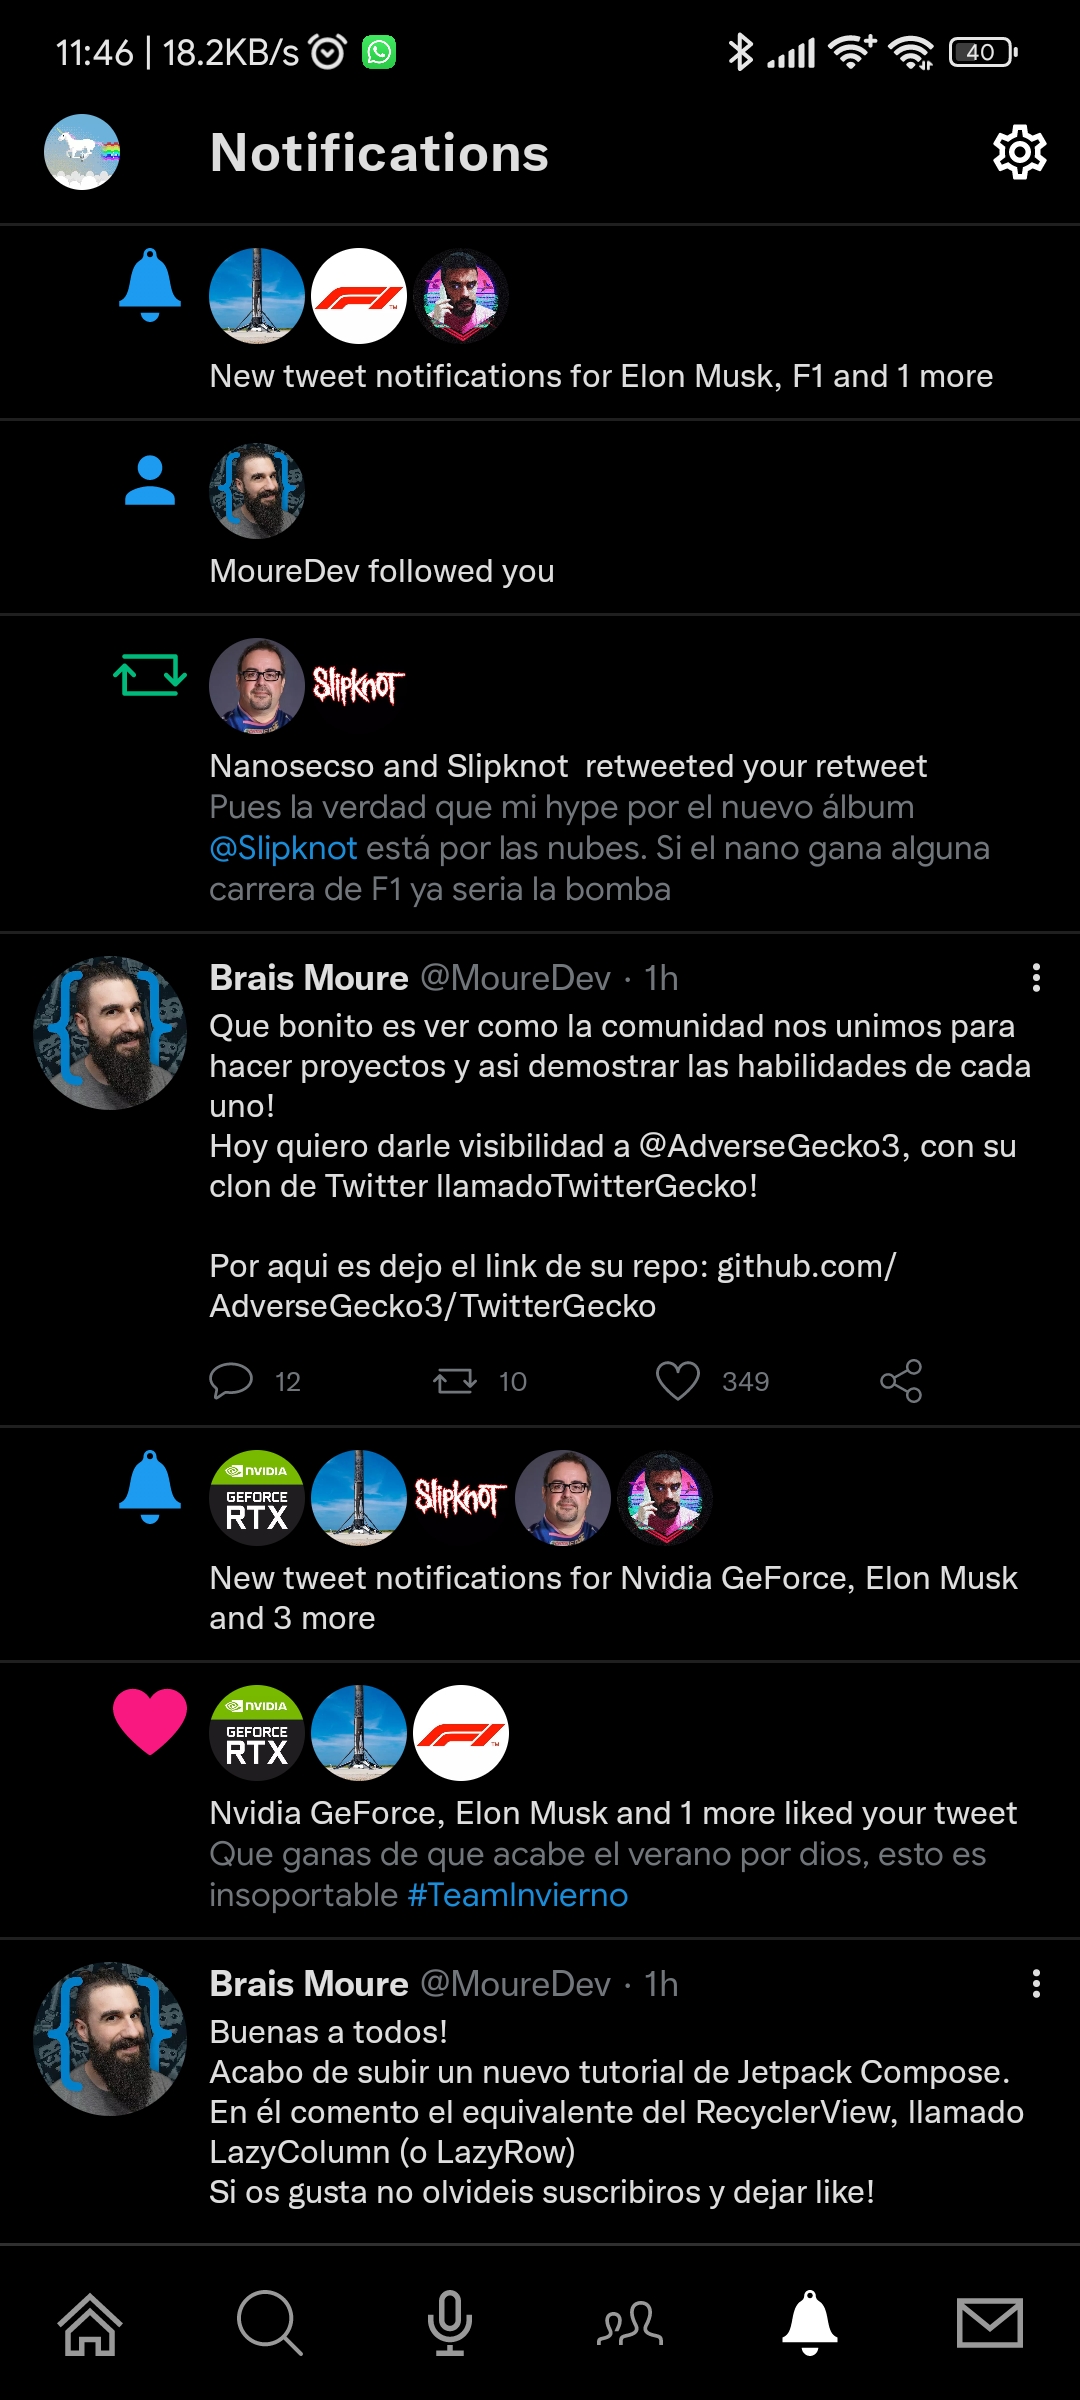 11:46 | 18.2KB/s
40
Notifications
New tweet notifications for Elon Musk, F1 and 1 more
MoureDev followed you
Slipknot
Nanosecso and Slipknot  retweeted your retweet
Pues la verdad que mi hype por el nuevo álbum
@Slipknot está por las nubes. Si el nano gana alguna
carrera de F1 ya seria la bomba
Brais Moure @MoureDev · 1h
Que bonito es ver como la comunidad nos unimos para
hacer proyectos y asi demostrar las habilidades de cada
uno!
Hoy quiero darle visibilidad a @AdverseGecko3, con su
clon de Twitter llamadoTwitterGecko!
Por aqui es dejo el link de su repo: github.com/
AdverseGecko3/TwitterGecko
12 10 349
NVIDIA
GEFORCE
RTX
Slipknot
New tweet notifications for Nvidia GeForce, Elon Musk
and 3 more
NVIDIA
GEFORCE
RTX
Nvidia GeForce, Elon Musk and 1 more liked your tweet
Que ganas de que acabe el verano por dios, esto es
insoportable #TeamInvierno
Brais Moure @MoureDev · 1h
Buenas a todos!
Acabo de subir un nuevo tutorial de Jetpack Compose.
En él comento el equivalente del RecyclerView, llamado
LazyColumn (o LazyRow)
Si os gusta no olvideis suscribiros y dejar like!